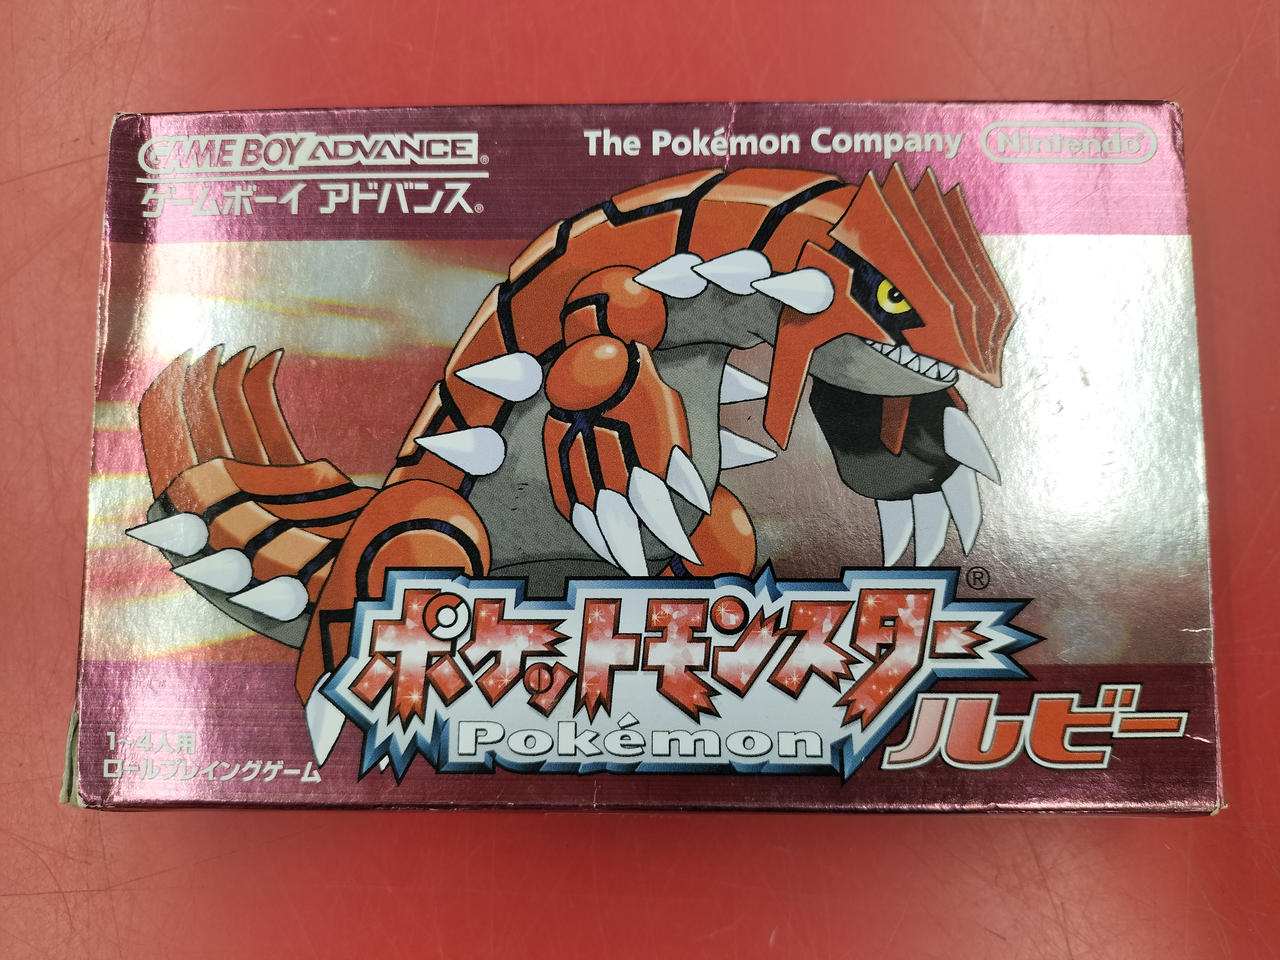 GAME BOY ADVANCE®
ゲームボーイ アドバンス®
The Pokémon Company
Nintendo®
ポケットモンスター®
Pokémon
ルビー
1~4人用
ロールプレイングゲーム